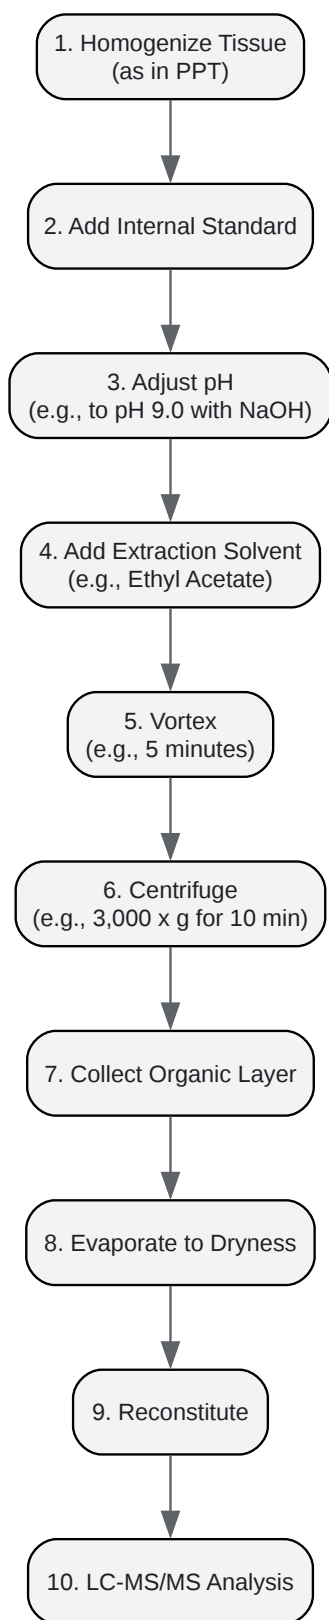 1. Homogenize Tissue
(as in PPT)
2. Add Internal Standard
3. Adjust pH
(e.g., to pH 9.0 with NaOH)
4. Add Extraction Solvent
(e.g., Ethyl Acetate)
5. Vortex
(e.g., 5 minutes)
6. Centrifuge
(e.g., 3,000 x g for 10 min)
7. Collect Organic Layer
8. Evaporate to Dryness
9. Reconstitute
10. LC-MS/MS Analysis